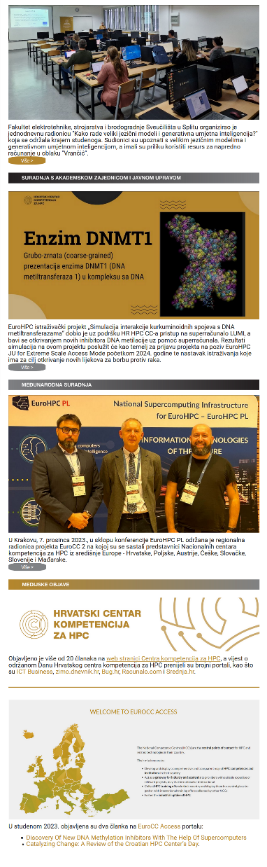 Fakultet elektrotehnike, strojarstva i brodogradnje Sveučilišta u Splitu organizirao je
jednodnevnu radionicu "Kako rade veliki jezični modeli i generativna umjetna inteligencija?"
koja se održala krajem studenoga. Sudionici su upoznati s velikim jezičnim modelima i
generativnom umjetnom inteligencijom, a imali su priliku koristiti resurs za napredno
računanje u oblaku "Vrančić".
Više >
SURADNJA S AKADEMSKOM ZAJEDNICOM I JAVNOM UPRAVOM
Enzim DNMT1
Grubo-zrnata (coarse-grained)
prezentacija enzima DNMT1 (DNA
metiltransferaza 1) u kompleksu sa DNA
EuroHPC istraživački projekt „Simulacija interakcije kurkuminoidnih spojeva s DNA
metiltransferazama" dobio je uz podršku HR HPC CC-a pristup na superračunalo LUMI, a
bavi se otkrivanjem novih inhibitora DNA metilacije uz pomoć superračunala. Rezultati
simulacija na ovom projektu poslužit će kao temelj za prijavu projekta na poziv EuroHPC
JU for Extreme Scale Access Mode početkom 2024. godine te nastavak istraživanja koje
ima za cilj otkrivanje novih lijekova za borbu protiv raka.
Više >
MEĐUNARODNA SURADNJA
EuroHPC PL
National Supercomputing Infrastructure
for EuroHPC – EuroHPC PL
INFORMATION
TECHNOLOGIES
OF THE FUTURE
U Krakovu, 7. prosinca 2023., u sklopu konferencije EuroHPC PL održana je regionalna
radionica projekta EuroCC 2 na kojoj su se sastali predstavnici Nacionalnih centara
kompetencija za HPC iz središnje Europe - Hrvatske, Poljske, Austrije, Češke, Slovačke,
Slovenije i Mađarske.
Više >
MEDIJSKE OBJAVE
HRVATSKI CENTAR
KOMPETENCIJA
ZA HPC
Objavljeno je više od 20 članaka na web stranici Centra kompetencija za HPC, a vijest o
održanom Danu Hrvatskog centra kompetencija za HPC prenijeli su brojni portali, kao što
su ICT Business, zimo.dnevnik.hr, Bug.hr, Racunalo.com i Srednja.hr.
WELCOME TO EUROCC ACCESS
U studenom 2023. objavljena su dva članka na EuroCC Access portalu:
Discovery Of New DNA Methylation Inhibitors With The Help Of Supercomputers
Catalyzing Change: A Review of the Croatian HPC Center's Day.